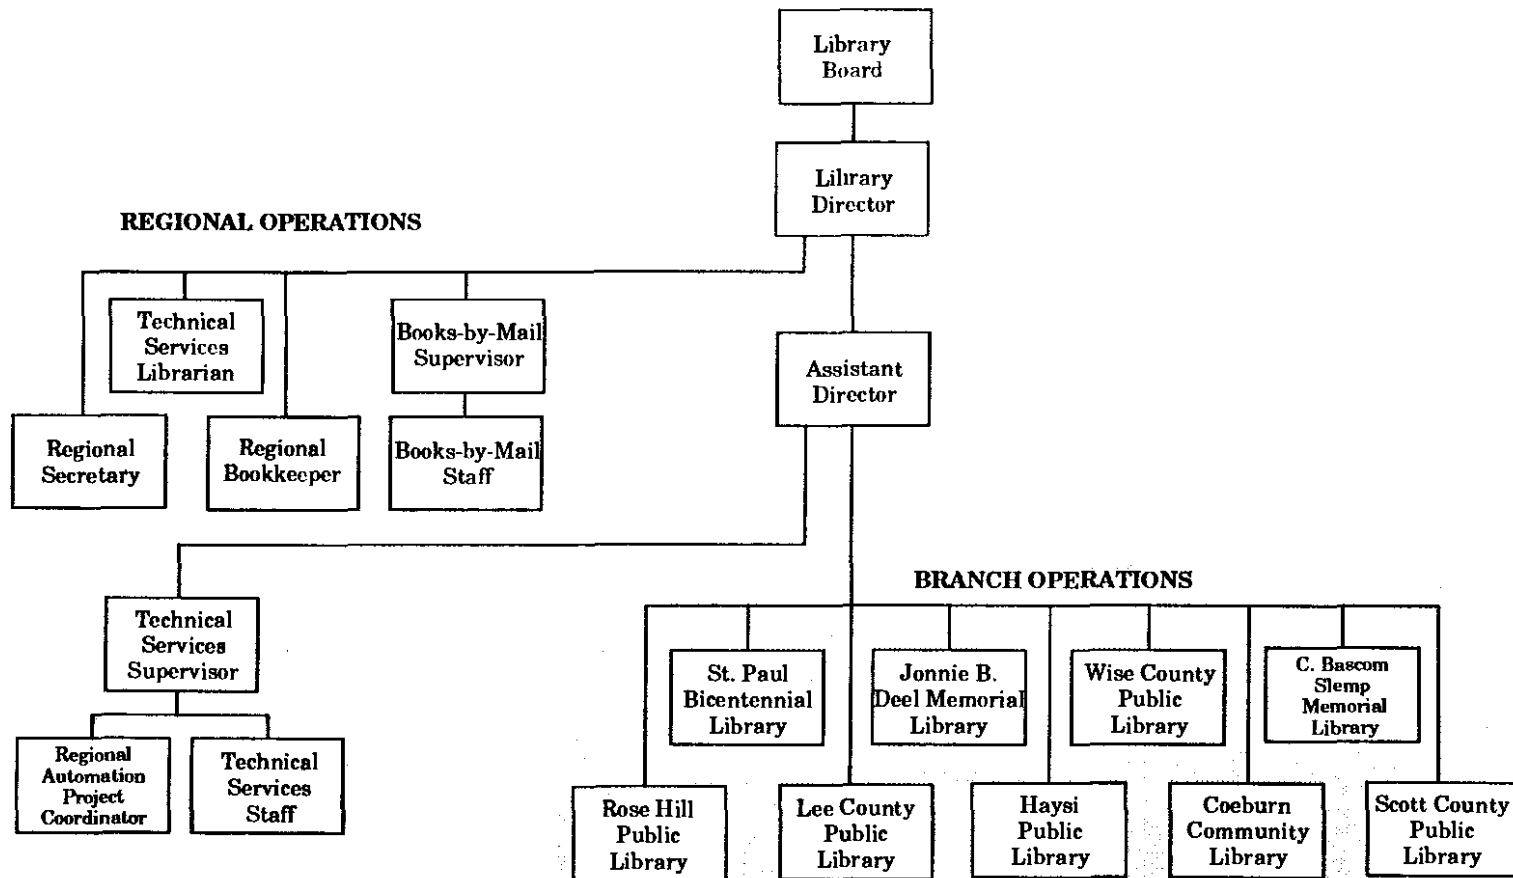 Library
Board
Library
Director
REGIONAL OPERATIONS
Technical
Services
Librarian
Books-by-Mail
Supervisor
Assistant
Director
Regional
Secretary
Regional
Bookkeeper
Books-by-Mail
Staff
BRANCH OPERATIONS
Technical
Services
Supervisor
St. Paul
Bicentennial
Library
Jonnie B.
Deel Memorial
Library
Wise County
Public
Library
C. Bascom
Slemp
Memorial
Library
Regional
Automation
Project
Coordinator
Technical
Services
Staff
Rose Hill
Public
Library
Lee County
Public
Library
Haysi
Public
Library
Coeburn
Community
Library
Scott County
Public
Library